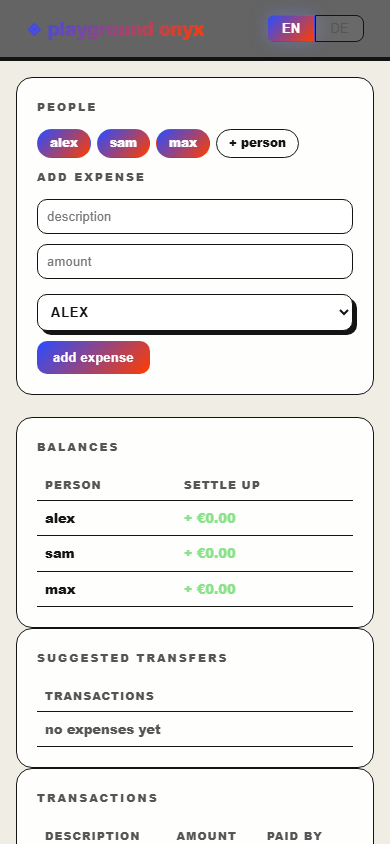 playground onyx
EN DE
PEOPLE
alex sam max + person
ADD EXPENSE
description
amount
ALEX
add expense
BALANCES
PERSON SETTLE UP
alex + €0.00
sam + €0.00
max + €0.00
SUGGESTED TRANSFERS
TRANSACTIONS
no expenses yet
TRANSACTIONS
DESCRIPTION AMOUNT PAID BY